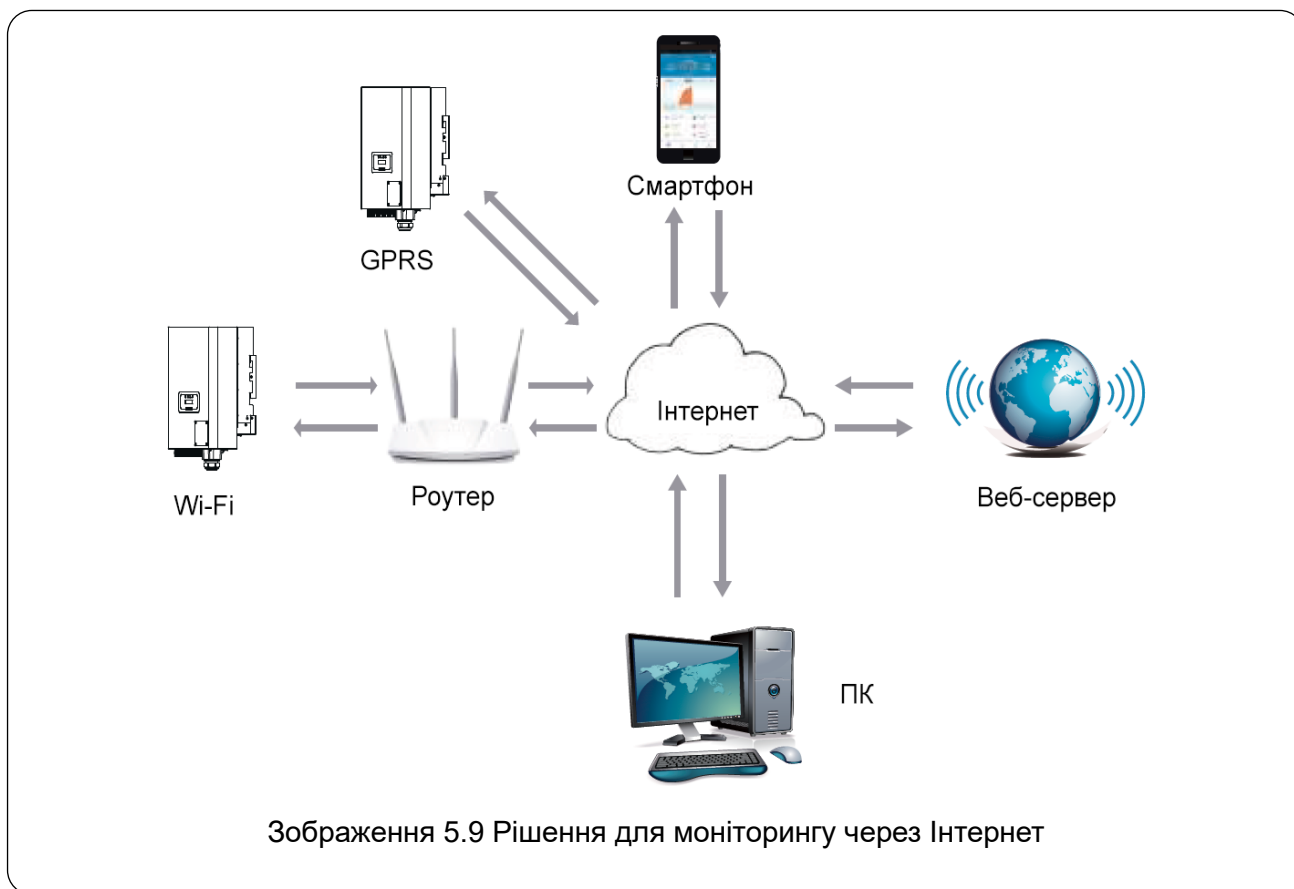 Смартфон
GPRS
Інтернет
Wi-Fi
Роутер
Веб-сервер
ПК
Зображення 5.9 Рішення для моніторингу через Інтернет